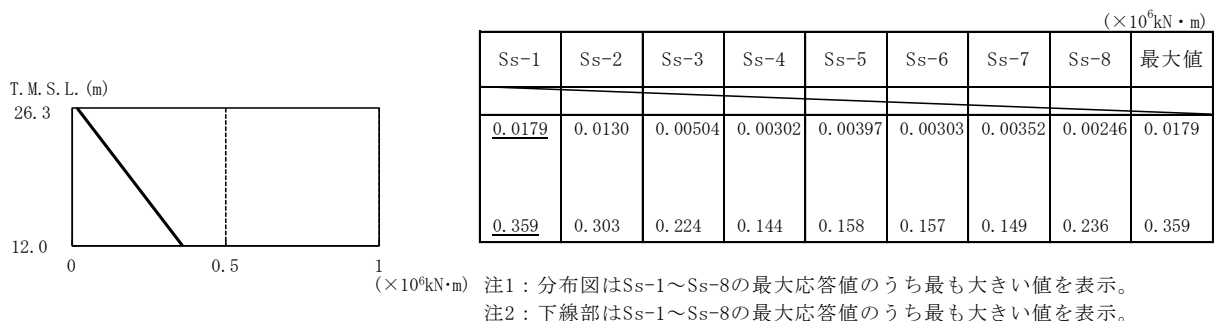 (×10⁶kN・m)
Ss-1 Ss-2 Ss-3 Ss-4 Ss-5 Ss-6 Ss-7 Ss-8 最大値
T.M.S.L.(m)
26.3
0.0179 0.0130 0.00504 0.00302 0.00397 0.00303 0.00352 0.00246 0.0179
0.359 0.303 0.224 0.144 0.158 0.157 0.149 0.236 0.359
12.0
0 0.5 1
(×10⁶kN・m)
注1：分布図はSs-1～Ss-8の最大応答値のうち最も大きい値を表示。
注2：下線部はSs-1～Ss-8の最大応答値のうち最も大きい値を表示。